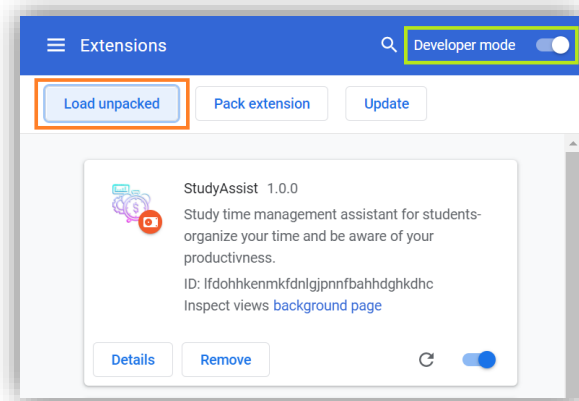 Extensions
Developer mode
Load unpacked
Pack extension
Update
StudyAssist 1.0.0
Study time management assistant for students-
organize your time and be aware of your
productivness.
ID: lfdohhkenmkfdnlgjpnnfbahhdghkdhc
Inspect views background page
Details
Remove